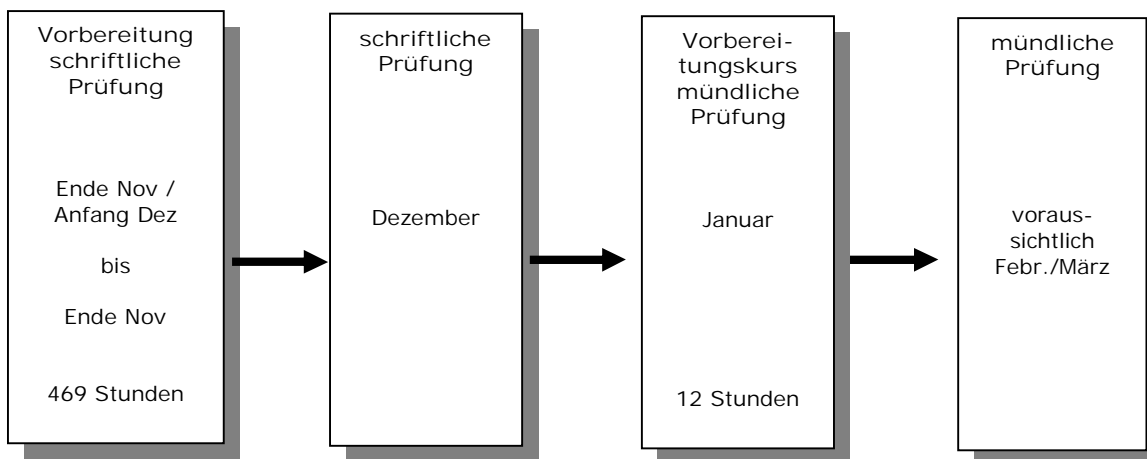 Vorbereitung
schriftliche
Prüfung
Ende Nov /
Anfang Dez
bis
Ende Nov
469 Stunden
schriftliche
Prüfung
Dezember
Vorberei-
tungskurs
mündliche
Prüfung
Januar
12 Stunden
mündliche
Prüfung
voraus-
sichtlich
Febr./März